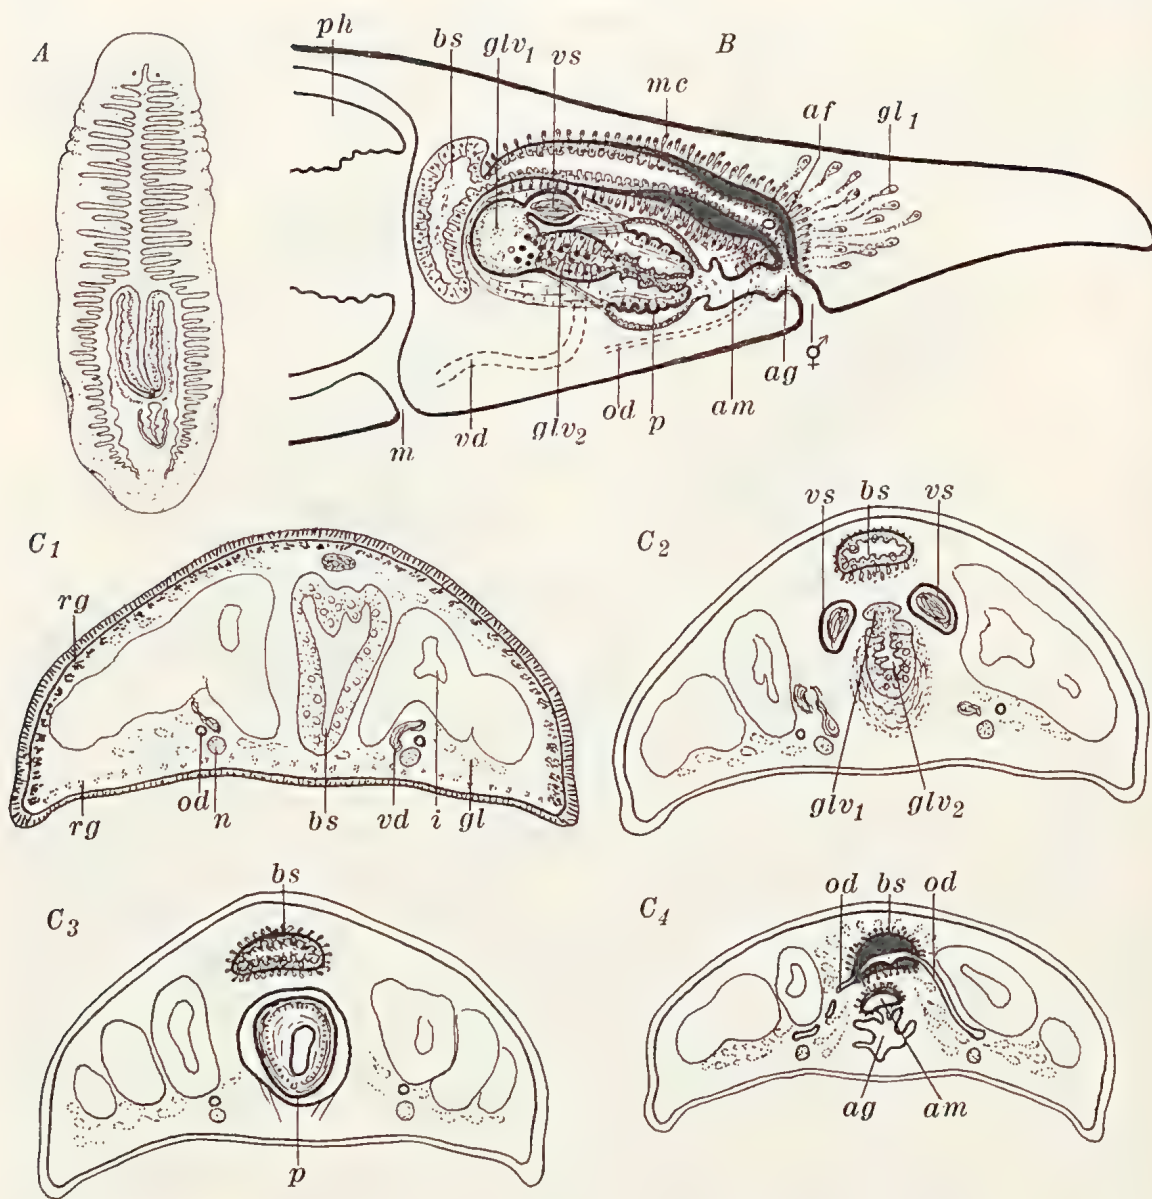 A
ph
bs
glv1
vs
B
mc
af
gl1
♂♀
ag
am
p
od
glv2
vd
m
C1
rg
rg
od
n
bs
vd
i
gl
C2
vs
bs
vs
glv1
glv2
C3
bs
p
C4
od
bs
od
ag
am